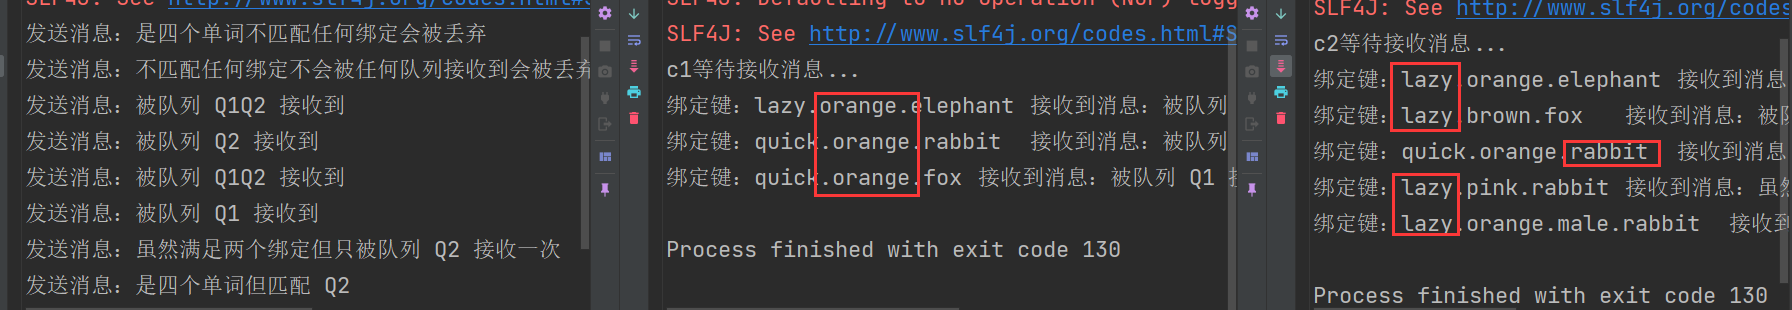 SLF4J: See http://www.slf4j.org/codes.html#S
发送消息：是四个单词不匹配任何绑定会被丢弃
发送消息：不匹配任何绑定不会被任何队列接收到会被丢弃
发送消息：被队列 Q1Q2 接收到
发送消息：被队列 Q2 接收到
发送消息：被队列 Q1Q2 接收到
发送消息：被队列 Q1 接收到
发送消息：虽然满足两个绑定但只被队列 Q2 接收一次
发送消息：是四个单词但匹配 Q2
SLF4J: Defaulting to no-operation (NOP) logg
SLF4J: See http://www.slf4j.org/codes.html#S
c1等待接收消息...
绑定键：lazy.orange.elephant 接收到消息：被队列
绑定键：quick.orange.rabbit 接收到消息：被队列
绑定键：quick.orange.fox 接收到消息：被队列 Q1 接
Process finished with exit code 130
SLF4J: See http://www.slf4j.org/codes
c2等待接收消息...
绑定键：lazy.orange.elephant 接收到消息
绑定键：lazy.brown.fox 接收到消息：被队
绑定键：quick.orange.rabbit 接收到消息
绑定键：lazy.pink.rabbit 接收到消息：虽然
绑定键：lazy.orange.male.rabbit 接收到
Process finished with exit code 130